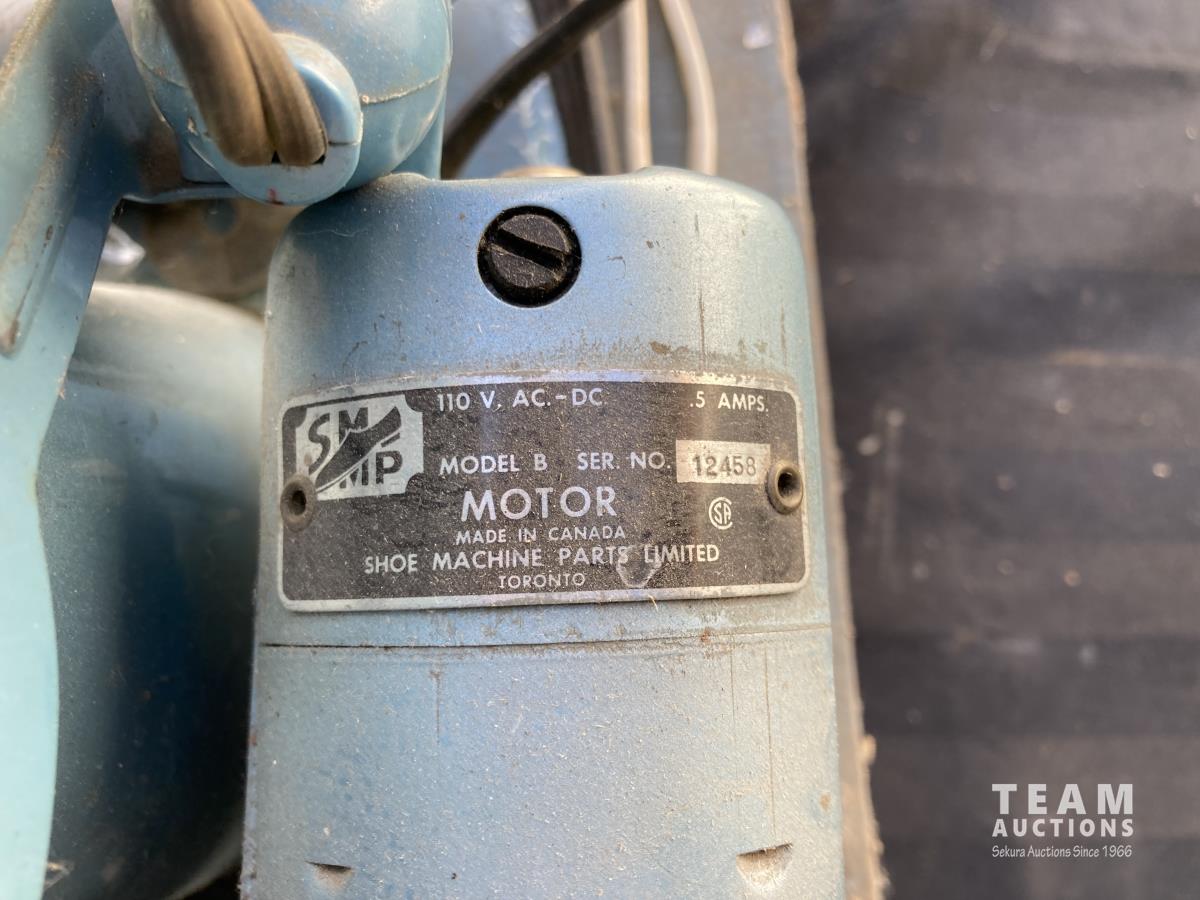 110 V. AC.-DC. .5 AMPS.
SM
MP
MODEL B SER. NO. 12458
MOTOR
MADE IN CANADA
SHOE MACHINE PARTS LIMITED
TORONTO
TEAM
AUCTIONS
Sekura Auctions Since 1966